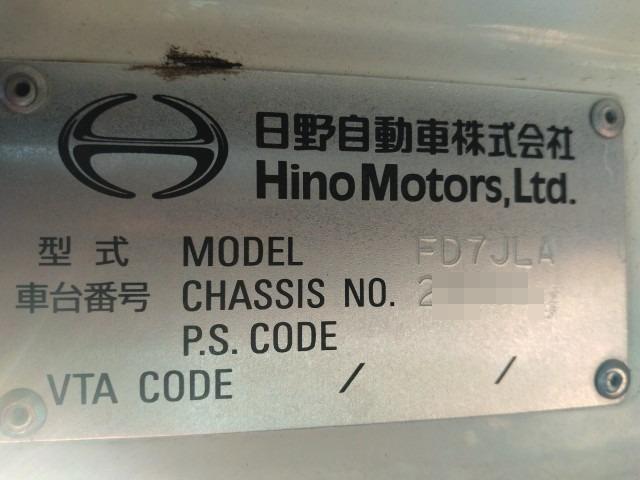 日野自動車株式会社
Hino Motors, Ltd.
型式 MODEL FD7JLA
車台番号 CHASSIS NO. 2
P.S. CODE
VTA CODE / /